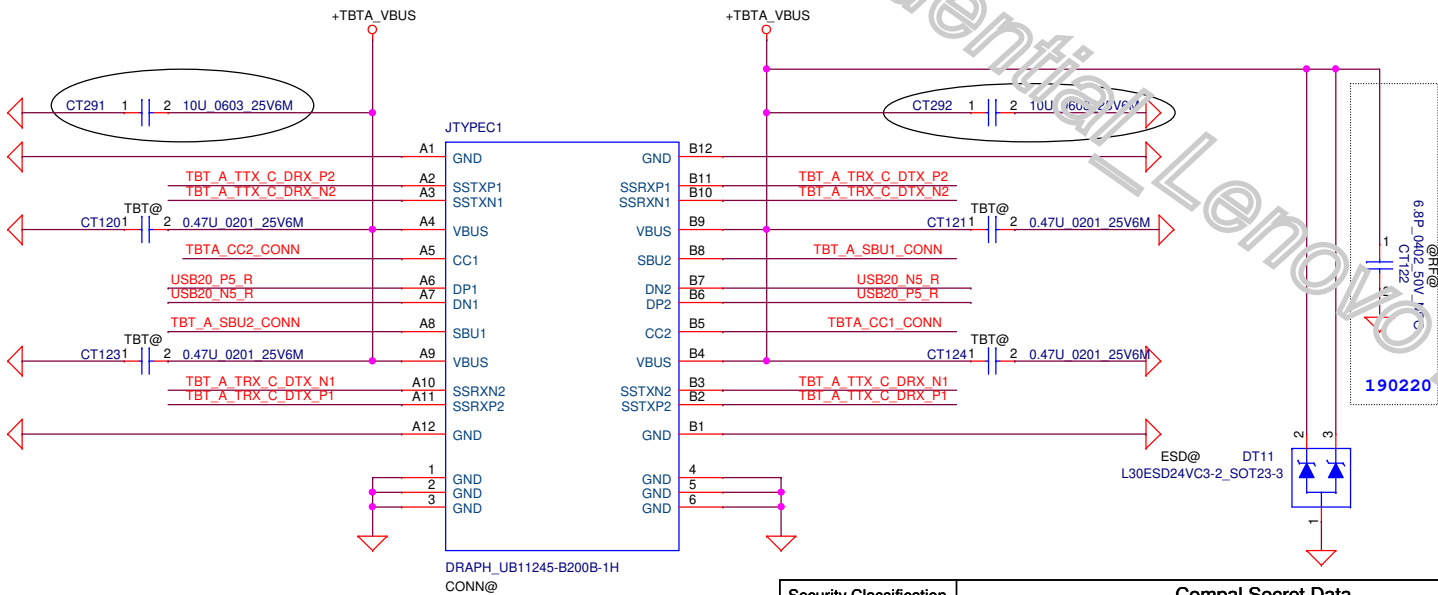 +TBTA_VBUS
+TBTA_VBUS
CT291 1 2 10U_0603_25V6M
CT292 1 2 10U_0603_25V6M
JTYPEC1
A1 GND
GND B12
TBT_A_TTX_C_DRX_P2 A2 SSTXP1
SSRXP1 B11 TBT_A_TRX_C_DTX_P2
TBT_A_TTX_C_DRX_N2 A3 SSTXN1
SSRXN1 B10 TBT_A_TRX_C_DTX_N2
TBT@
CT1201 2 0.47U_0201_25V6M A4 VBUS
TBT@
VBUS B9 CT1211 2 0.47U_0201_25V6M
TBTA_CC2_CONN A5 CC1
SBU2 B8 TBT_A_SBU1_CONN
USB20_P5_R A6 DP1
DN2 B7 USB20_N5_R
USB20_N5_R A7 DN1
DP2 B6 USB20_P5_R
TBT_A_SBU2_CONN A8 SBU1
CC2 B5 TBTA_CC1_CONN
TBT@
CT1231 2 0.47U_0201_25V6M A9 VBUS
TBT@
VBUS B4 CT1241 2 0.47U_0201_25V6M
TBT_A_TRX_C_DTX_N1 A10 SSRXN2
SSTXN2 B3 TBT_A_TTX_C_DRX_N1
TBT_A_TRX_C_DTX_P1 A11 SSRXP2
SSTXP2 B2 TBT_A_TTX_C_DRX_P1
A12 GND
GND B1
1 GND
GND 4
2 GND
GND 5
3 GND
GND 6
DRAPH_UB11245-B200B-1H
CONN@
@RF@
CT122
1
190220
ESD@ DT11
L30ESD24VC3-2_SOT23-3
2 3
1
Lenovo
Security Classification
Compal Secret Data